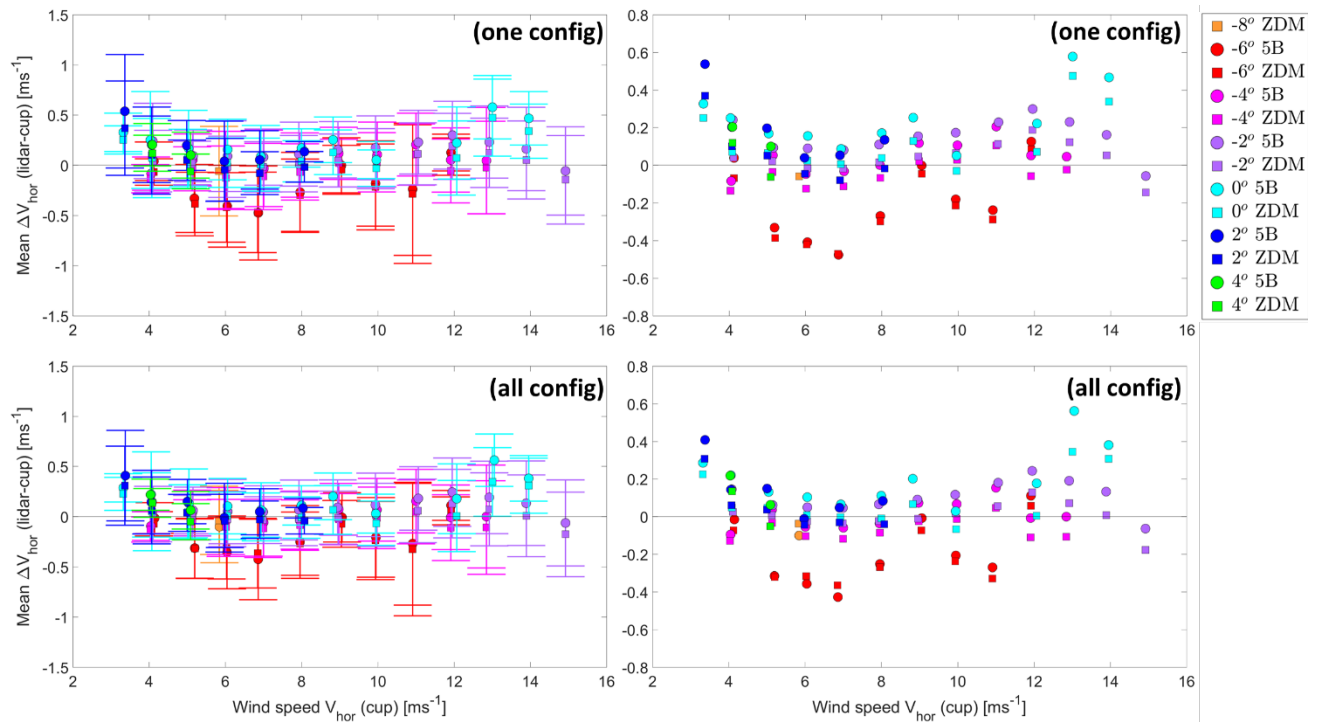 (one config)
1.5
1
0.5
0
-0.5
-1
-1.5
2 4 6 8 10 12 14 16
Mean ΔV_hor (lidar-cup) [ms^-1]
(one config)
0.8
0.6
0.4
0.2
0
-0.2
-0.4
-0.6
-0.8
2 4 6 8 10 12 14 16
-8° ZDM
-6° 5B
-6° ZDM
-4° 5B
-4° ZDM
-2° 5B
-2° ZDM
0° 5B
0° ZDM
2° 5B
2° ZDM
4° 5B
4° ZDM
(all config)
1.5
1
0.5
0
-0.5
-1
-1.5
2 4 6 8 10 12 14 16
Mean ΔV_hor (lidar-cup) [ms^-1]
Wind speed V_hor (cup) [ms^-1]
(all config)
0.8
0.6
0.4
0.2
0
-0.2
-0.4
-0.6
-0.8
2 4 6 8 10 12 14 16
Wind speed V_hor (cup) [ms^-1]